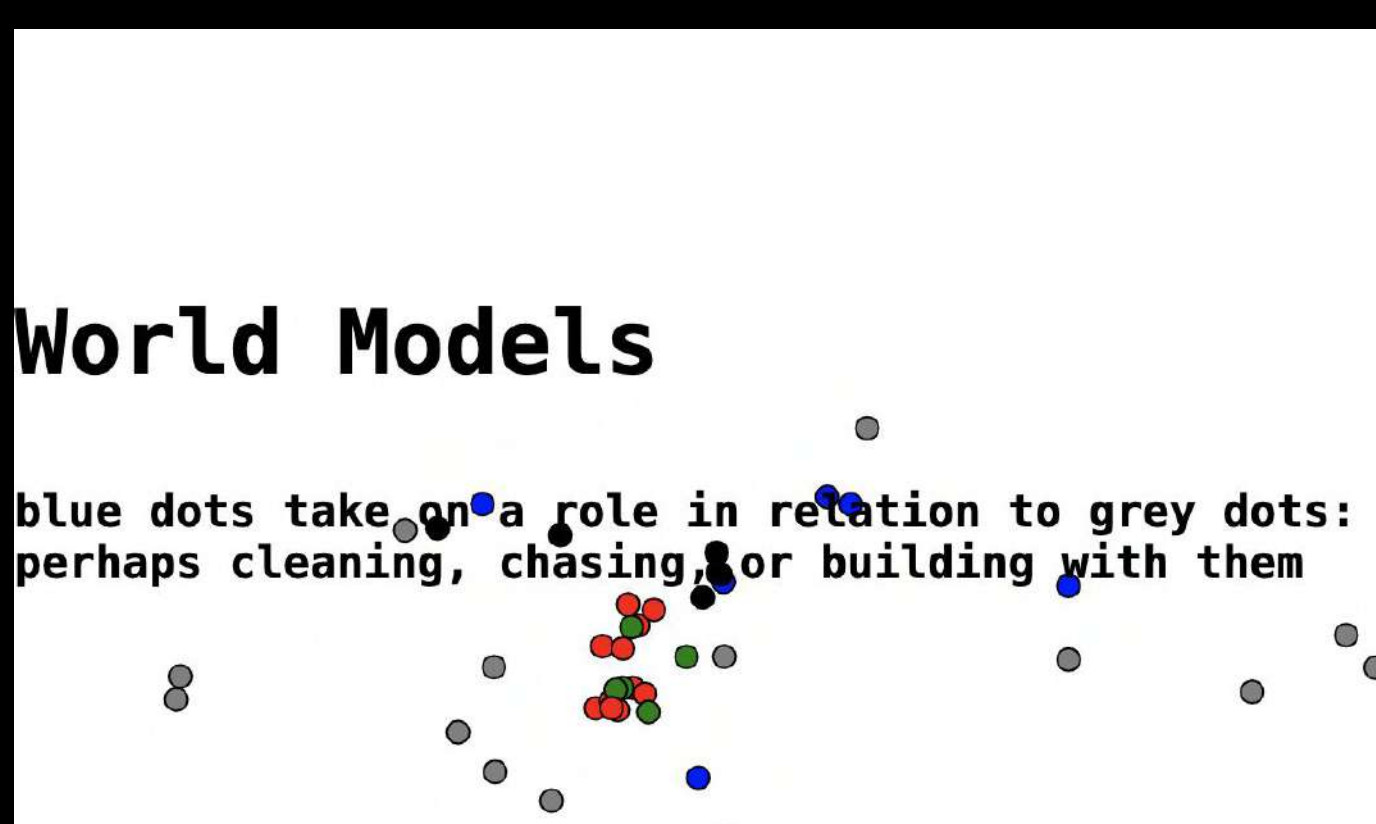 World Models
blue dots take on a role in relation to grey dots:
perhaps cleaning, chasing, or building with them